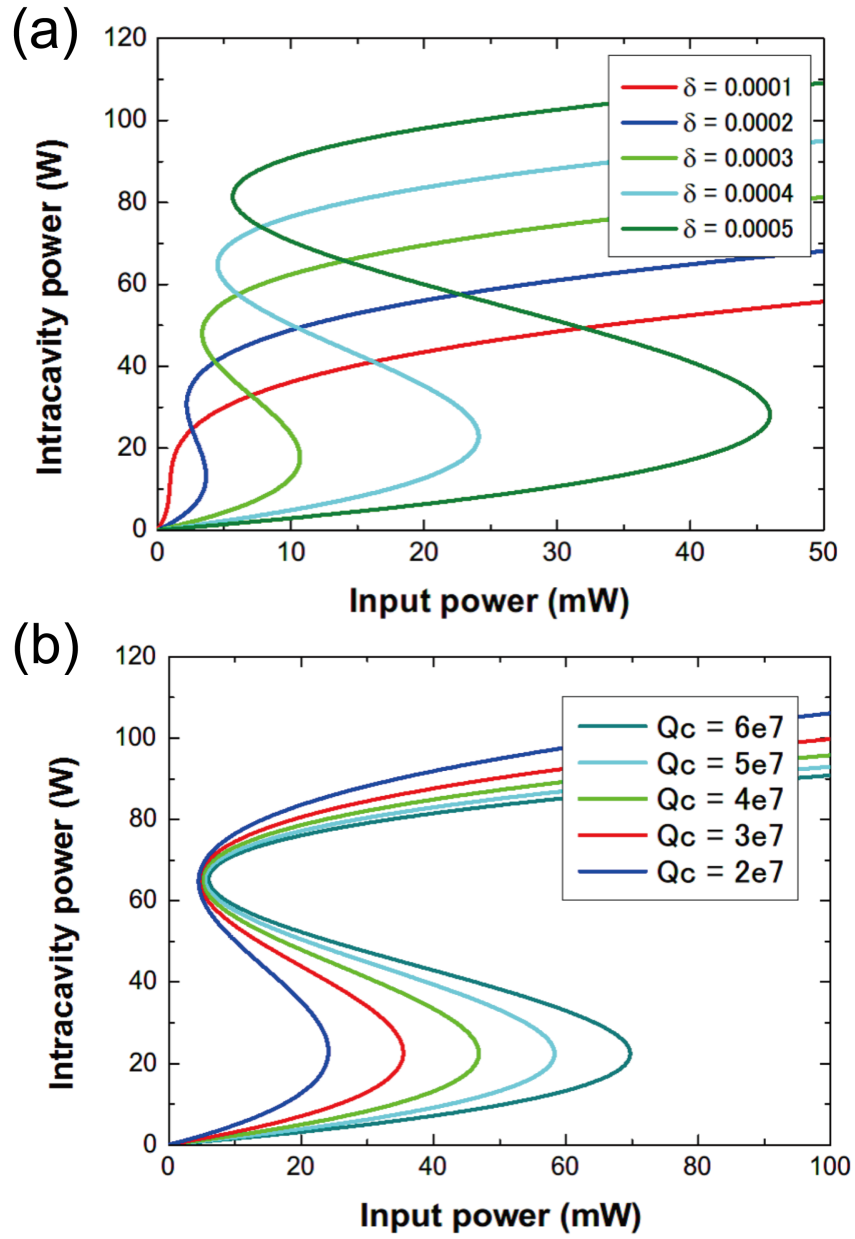 (a)
120
100
80
60
40
20
0
Intracavity power (W)
δ = 0.0001
δ = 0.0002
δ = 0.0003
δ = 0.0004
δ = 0.0005
0 10 20 30 40 50
Input power (mW)
(b)
120
100
80
60
40
20
0
Intracavity power (W)
Qc = 6e7
Qc = 5e7
Qc = 4e7
Qc = 3e7
Qc = 2e7
0 20 40 60 80 100
Input power (mW)